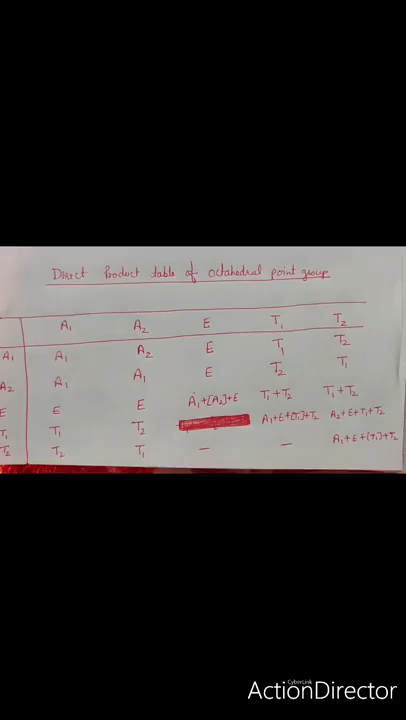 Direct Product table of octahedral point group
A1 A2 E T1 T2
A1 A1 A2 E T1 T2
A2 A1 A1 E T2 T1
E E E A1+[A2]+E T1+T2 T1+T2
T1 T1 T2 A1+E+[T1]+T2 A2+E+T1+T2
T2 T2 T1 — — A1+E+[T1]+T2
CyberLink
ActionDirector